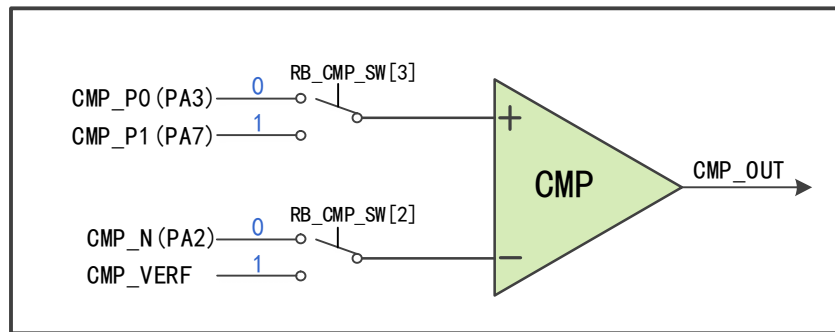 RB_CMP_SW[3]
CMP_P0(PA3) 0
CMP_P1(PA7) 1
+
CMP
CMP_OUT
RB_CMP_SW[2]
CMP_N(PA2) 0
CMP_VERF 1
−